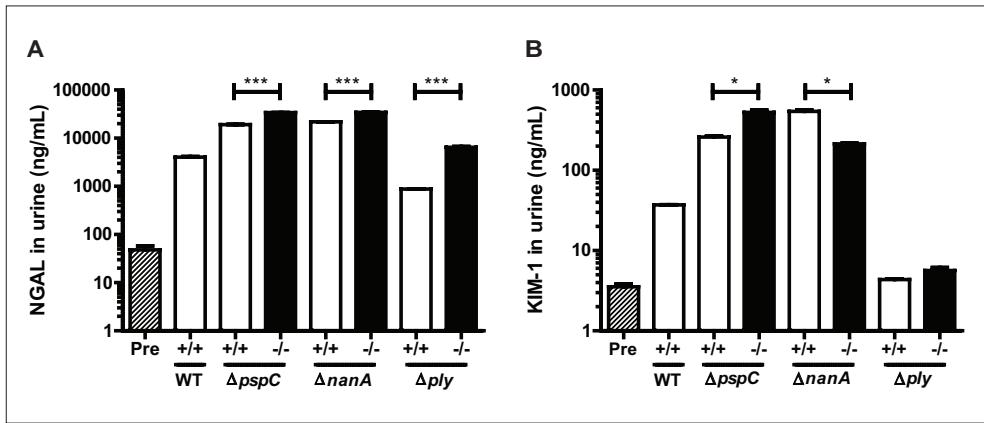 A
NGAL in urine (ng/mL)
100000
10000
1000
100
10
1
*** *** ***
Pre +/+ +/+ -/- +/+ -/- +/+ -/-
WT ΔpspC ΔnanA Δply
B
KIM-1 in urine (ng/mL)
1000
100
10
1
* *
Pre +/+ +/+ -/- +/+ -/- +/+ -/-
WT ΔpspC ΔnanA Δply